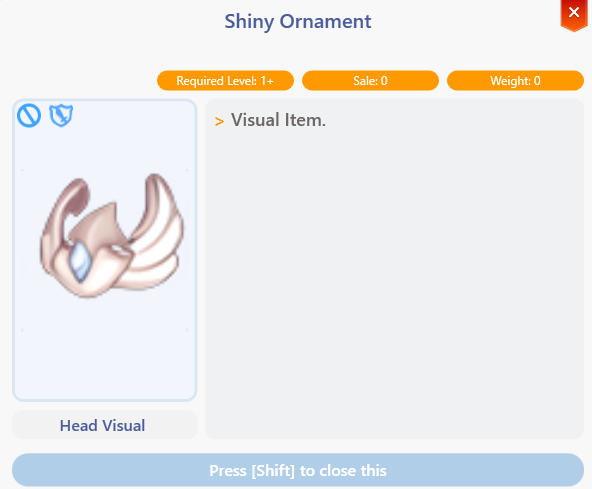 Shiny Ornament
Required Level: 1+
Sale: 0
Weight: 0
> Visual Item.
Head Visual
Press [Shift] to close this